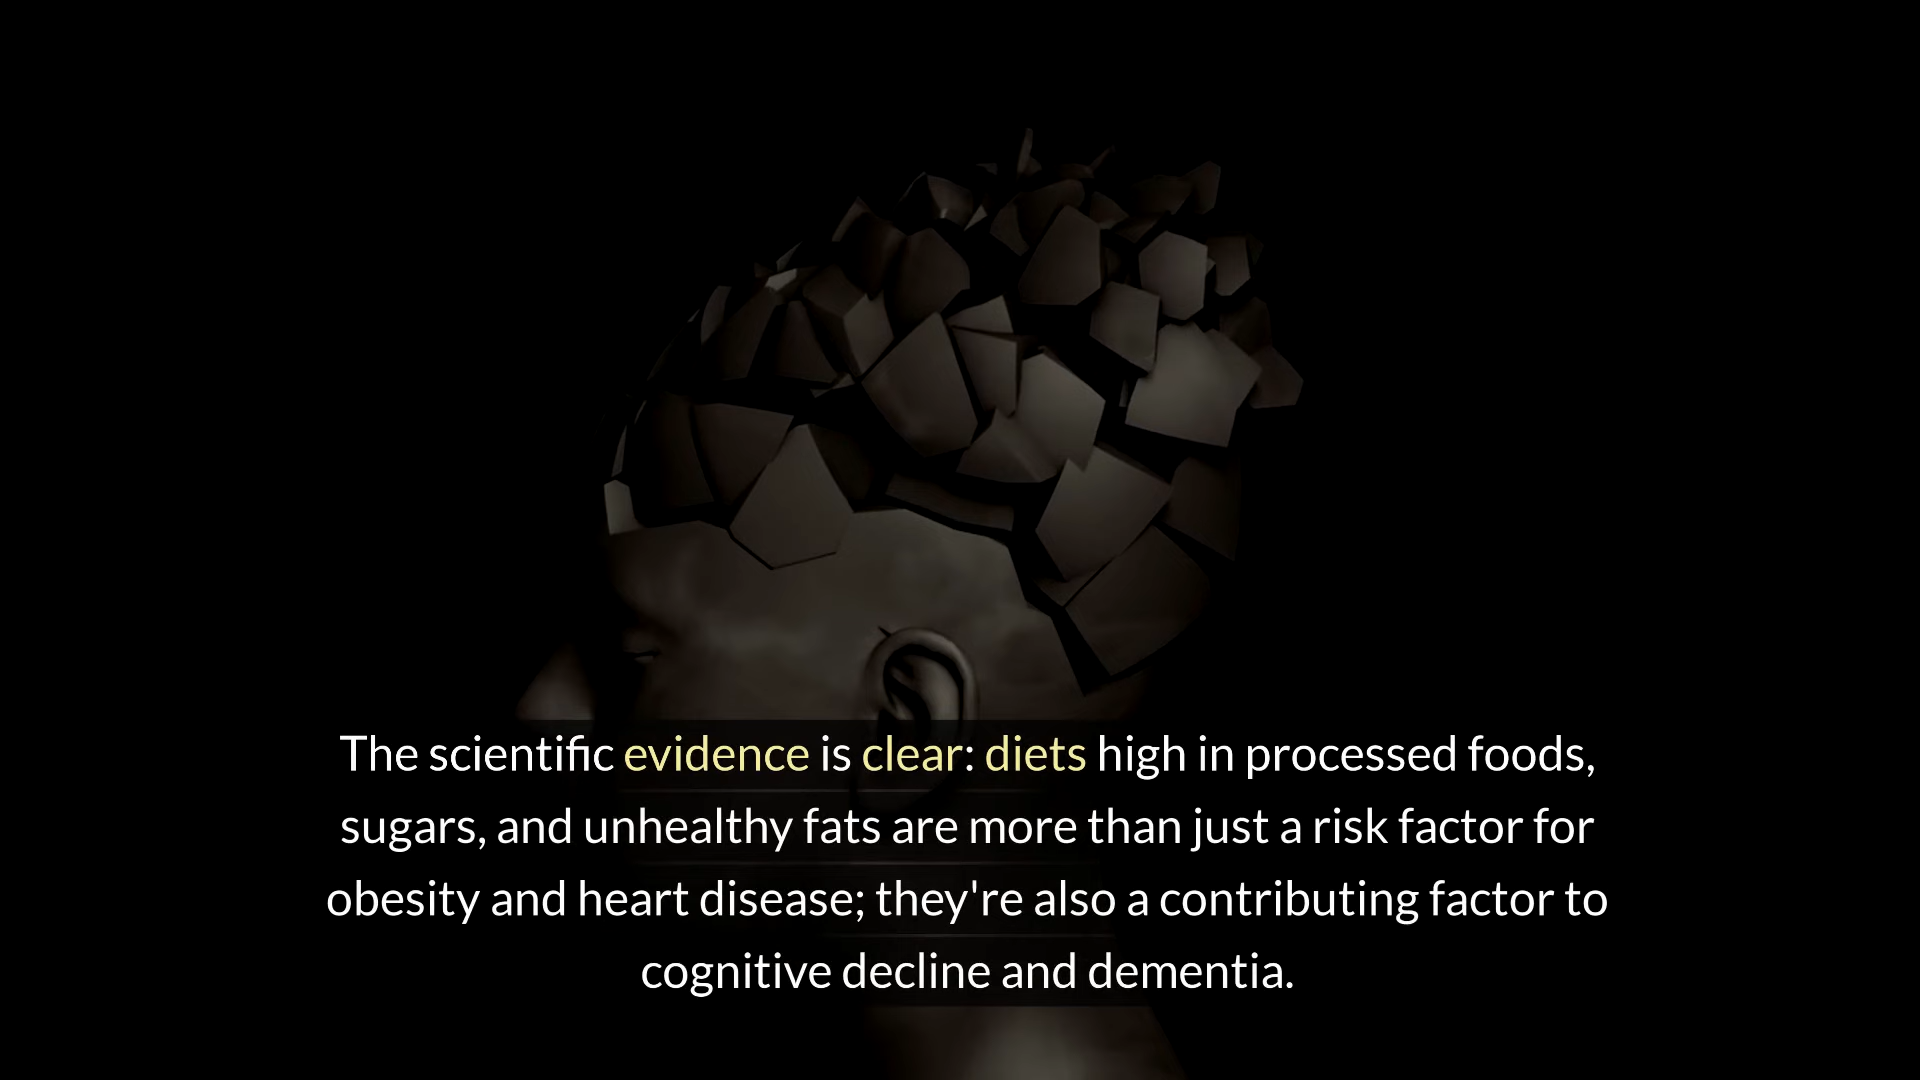 The scientific evidence is clear: diets high in processed foods,
sugars, and unhealthy fats are more than just a risk factor for
obesity and heart disease; they're also a contributing factor to
cognitive decline and dementia.